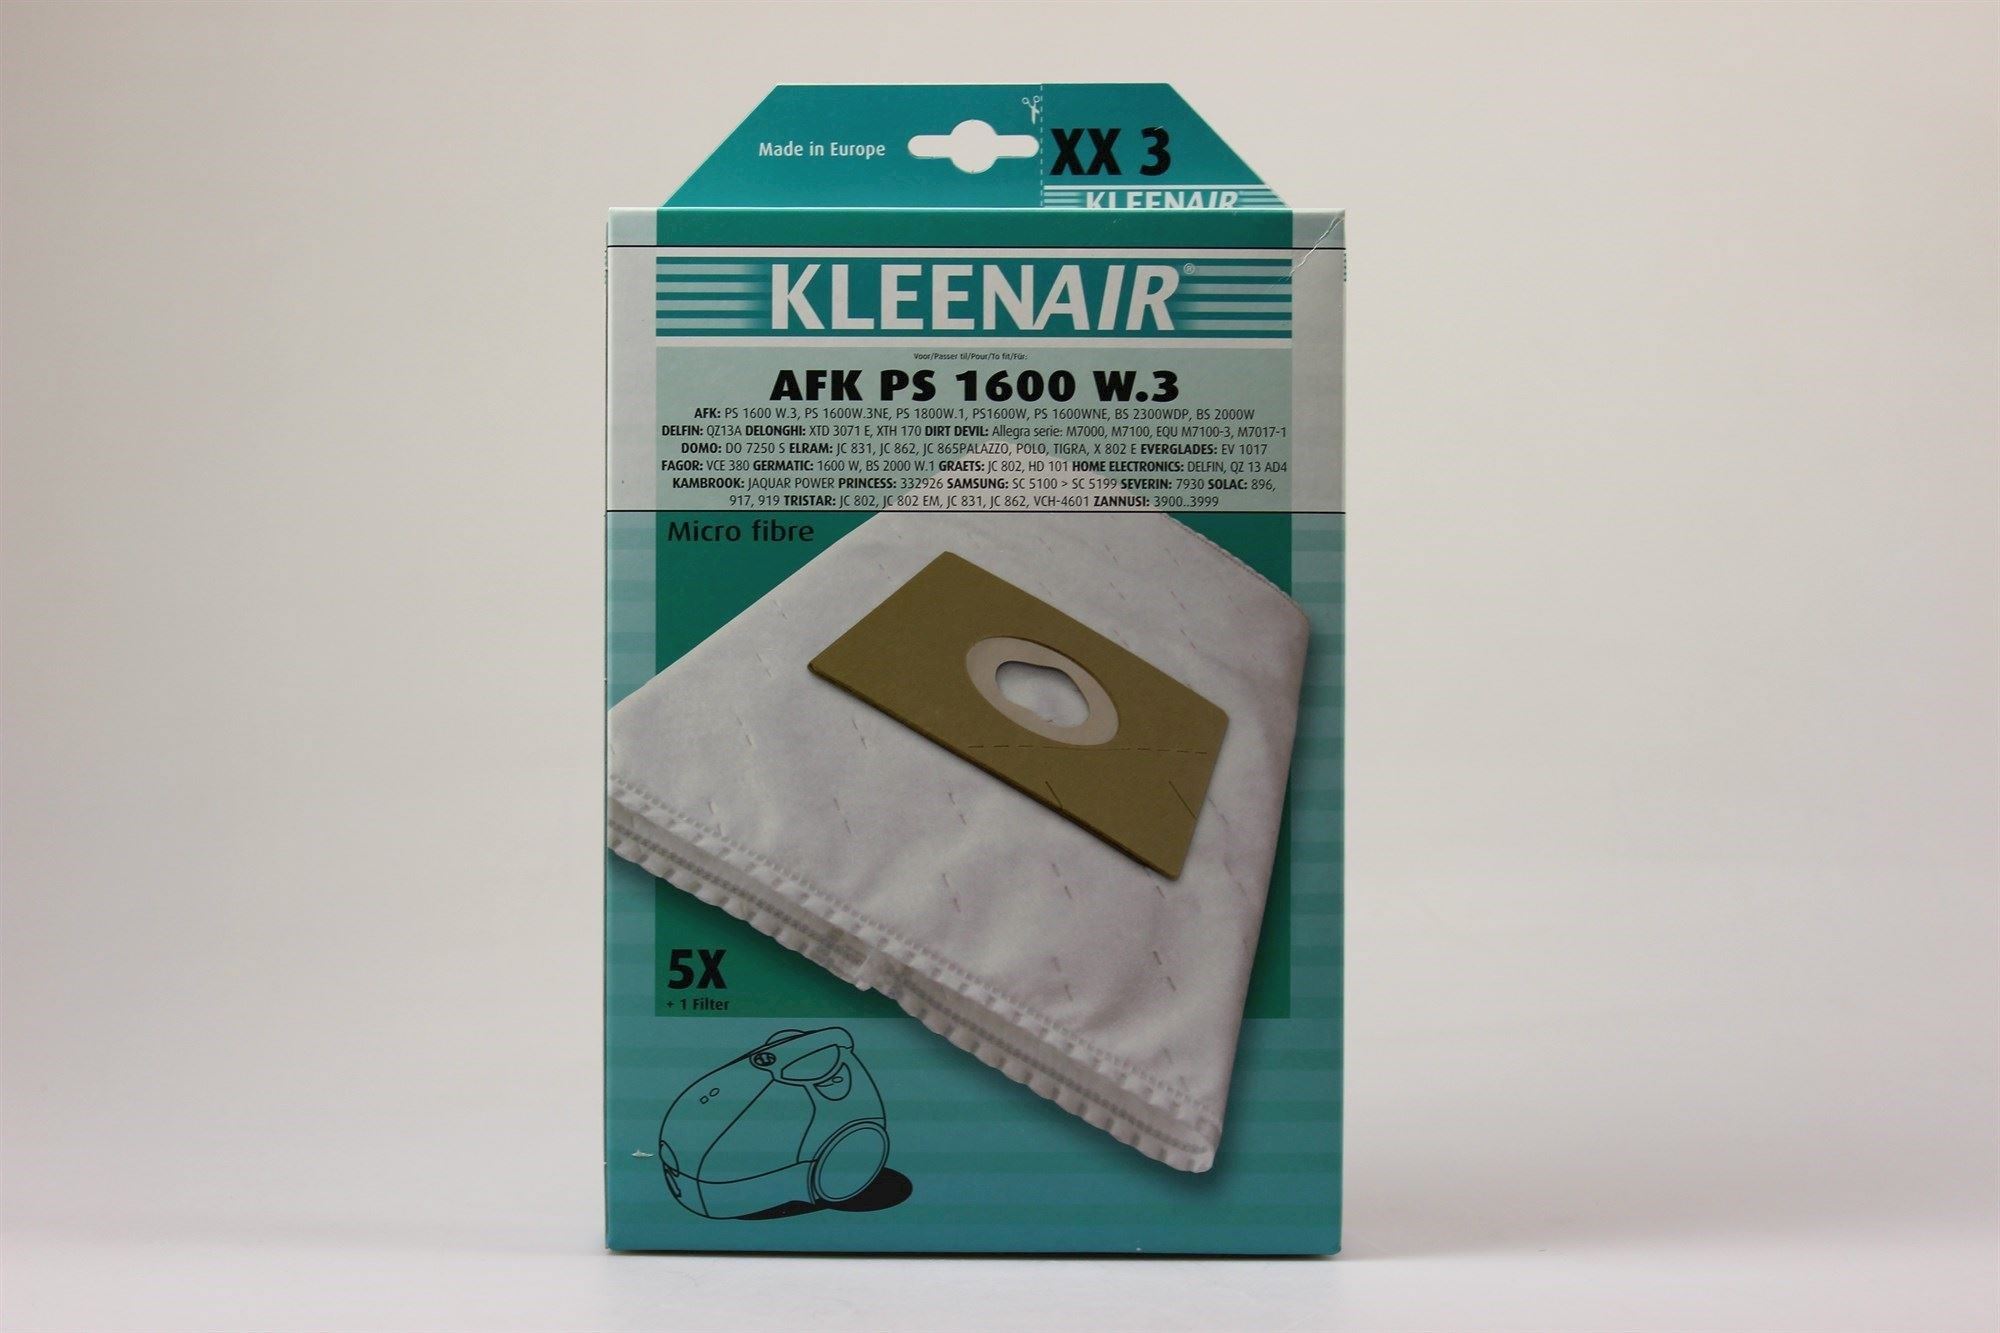 Made in Europe
XX 3
KLEENAIR
KLEENAIR®
Voor/Passer til/Pour/To fit/Für:
AFK PS 1600 W.3
AFK: PS 1600 W.3, PS 1600W.3NE, PS 1800W.1, PS1600W, PS 1600WNE, BS 2300WDP, BS 2000W
DELFIN: QZ13A DELONGHI: XTD 3071 E, XTH 170 DIRT DEVIL: Allegra serie: M7000, M7100, EQU M7100-3, M7017-1
DOMO: DO 7250 S ELRAM: JC 831, JC 862, JC 865PALAZZO, POLO, TIGRA, X 802 E EVERGLADES: EV 1017
FAGOR: VCE 380 GERMATIC: 1600 W, BS 2000 W.1 GRAETS: JC 802, HD 101 HOME ELECTRONICS: DELFIN, QZ 13 AD4
KAMBROOK: JAQUAR POWER PRINCESS: 332926 SAMSUNG: SC 5100 > SC 5199 SEVERIN: 7930 SOLAC: 896,
917, 919 TRISTAR: JC 802, JC 802 EM, JC 831, JC 862, VCH-4601 ZANNUSI: 3900..3999
Micro fibre
5X
+ 1 Filter